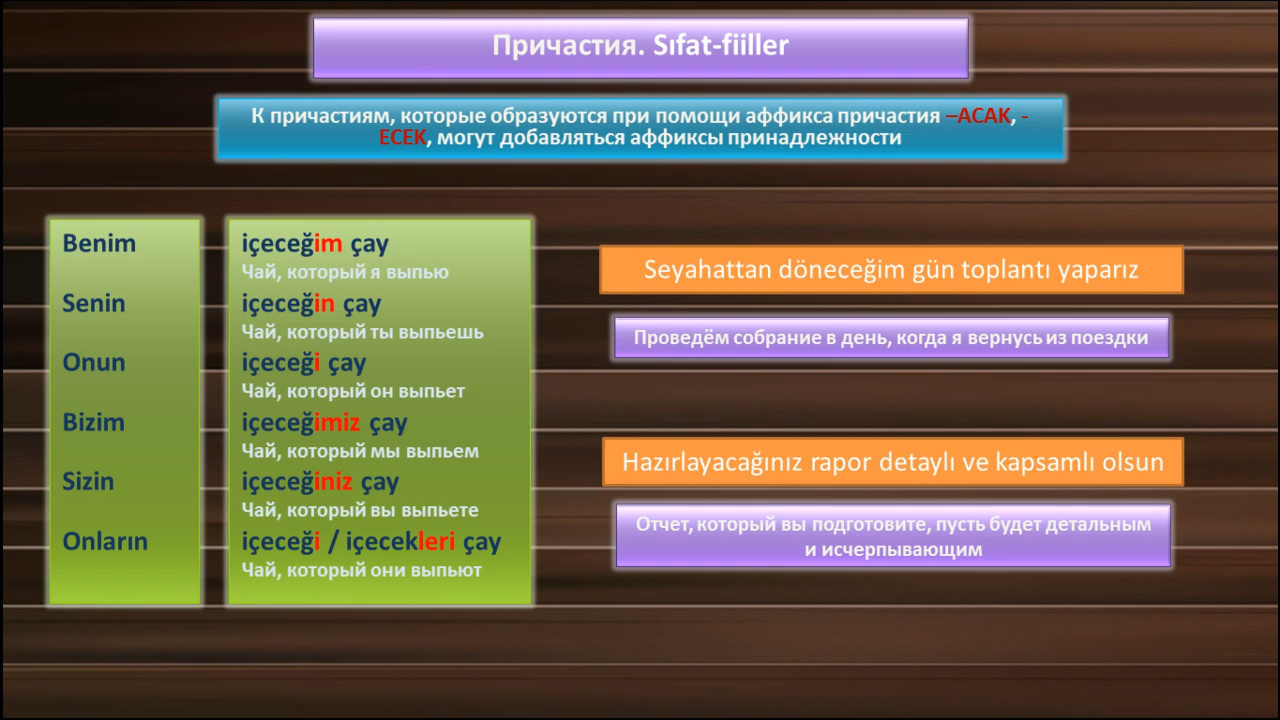 Причастия. Sıfat-fiiller
К причастиям, которые образуются при помощи аффикса причастия –ACAK, -
ECEK, могут добавляться аффиксы принадлежности
Benim
Senin
Onun
Bizim
Sizin
Onların
içeceğim çay
Чай, который я выпью
içeceğin çay
Чай, который ты выпьешь
içeceği çay
Чай, который он выпьет
içeceğimiz çay
Чай, который мы выпьем
içeceğiniz çay
Чай, который вы выпьете
içeceği / içecekleri çay
Чай, который они выпьют
Seyahattan döneceğim gün toplantı yaparız
Проведём собрание в день, когда я вернусь из поездки
Hazırlayacağınız rapor detaylı ve kapsamlı olsun
Отчет, который вы подготовите, пусть будет детальным
и исчерпывающим